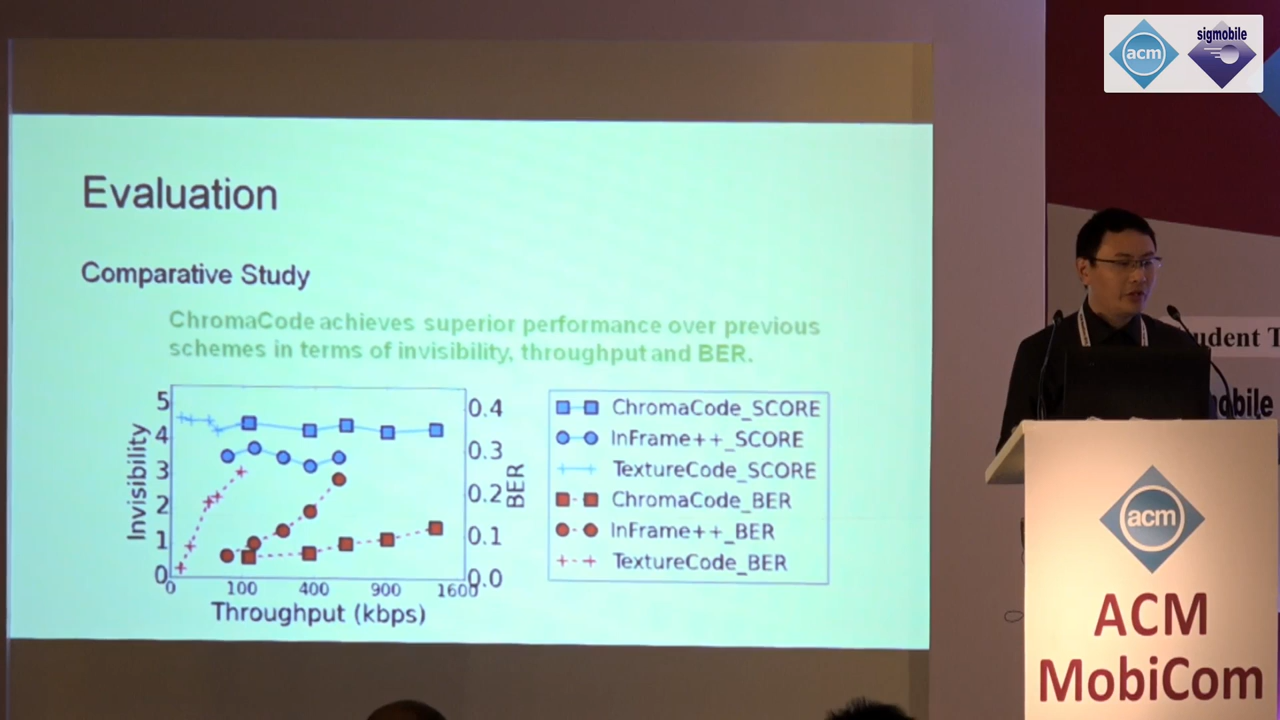 acm
sigmobile
Evaluation
Comparative Study
ChromaCode achieves superior performance over previous
schemes in terms of invisibility, throughput and BER.
5
4
3
2
1
0
Invisibility
0.4
0.3
0.2
0.1
0.0
BER
0 100 400 900 1600
Throughput (kbps)
ChromaCode_SCORE
InFrame++_SCORE
TextureCode_SCORE
ChromaCode_BER
InFrame++_BER
TextureCode_BER
udent T
obile
acm
ACM
MobiCom